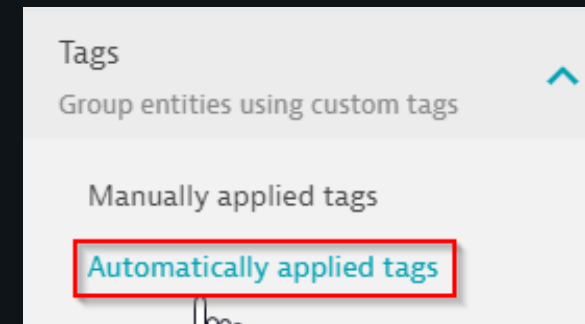 Tags
Group entities using custom tags
Manually applied tags
Automatically applied tags